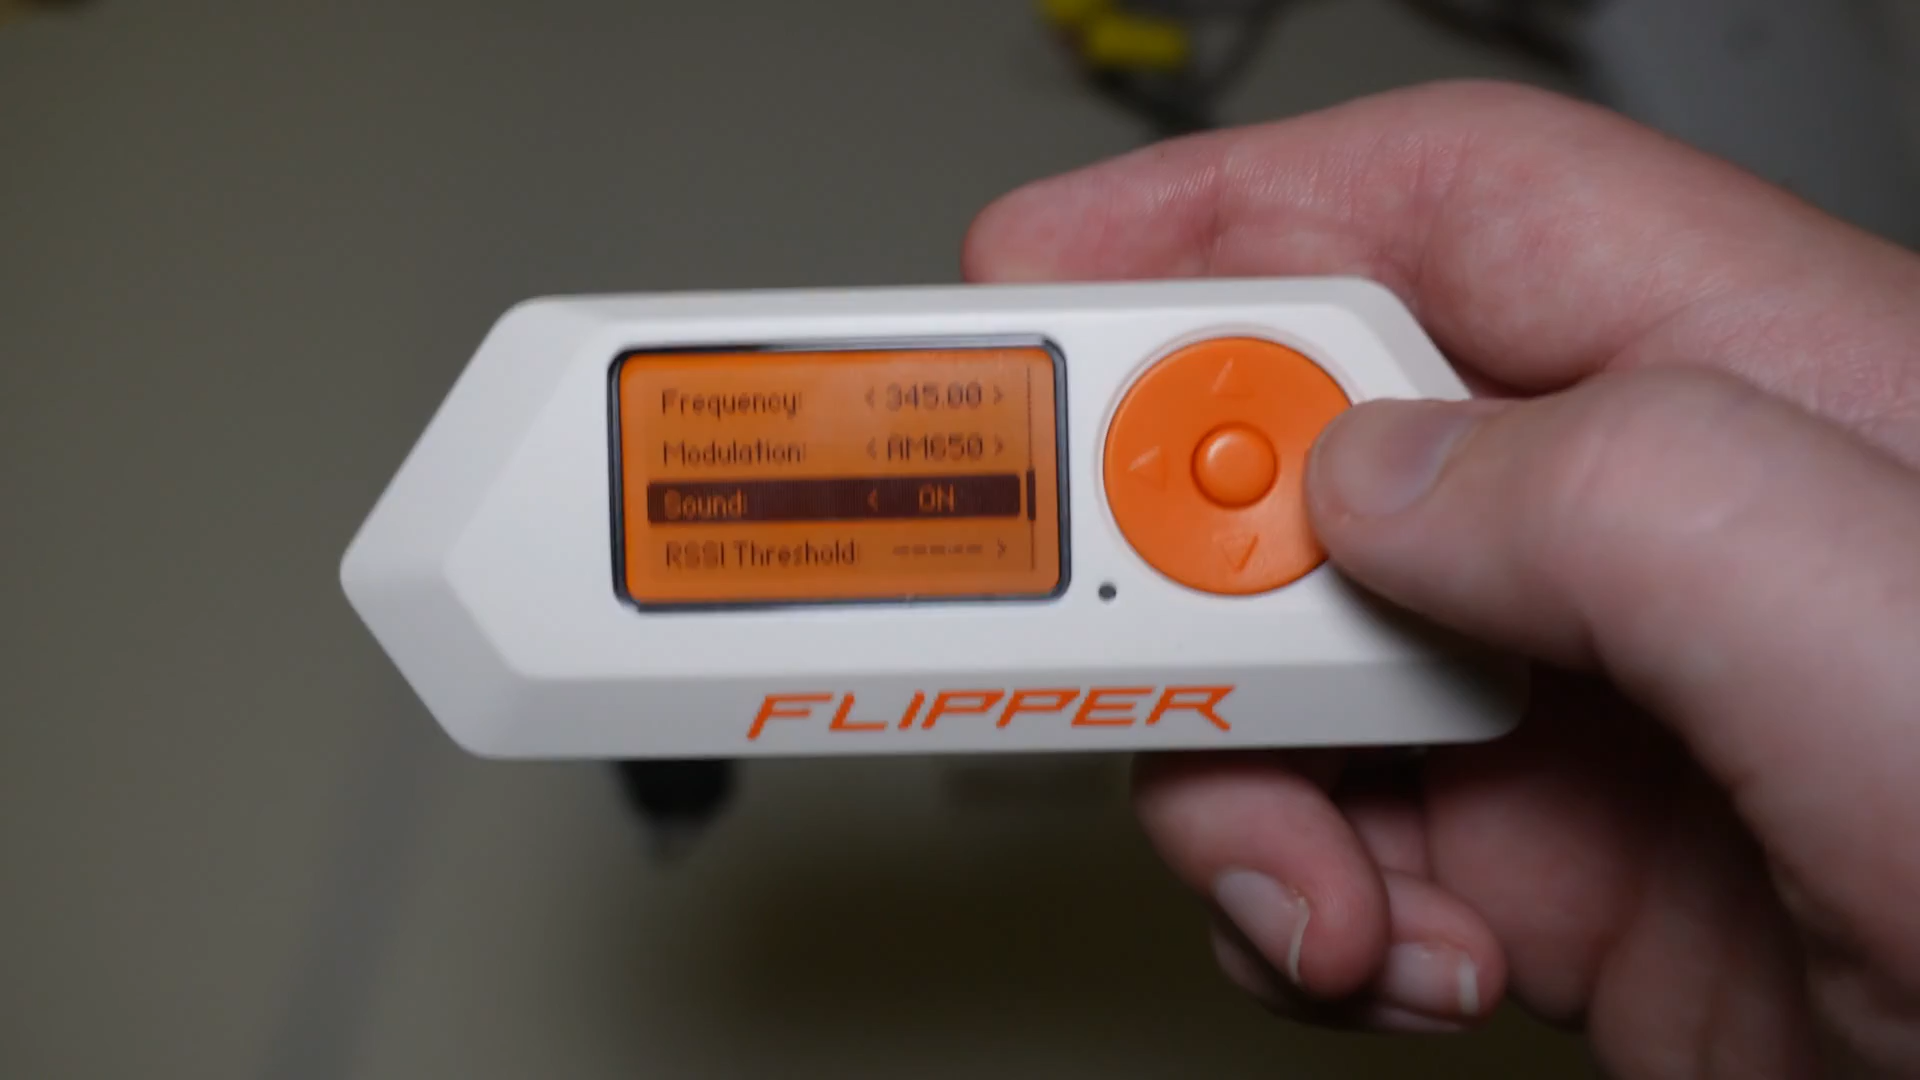 Frequency: < 345.00 >
Modulation: < AM650 >
Sound: < ON
RSSI Threshold: ----- >
FLIPPER